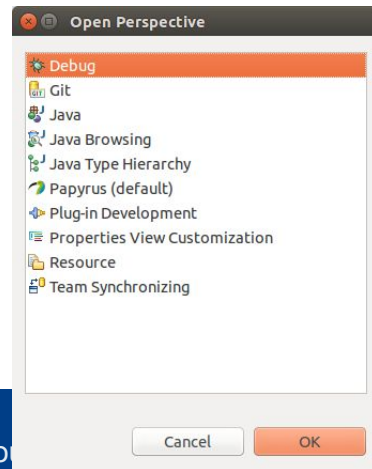 Open Perspective
Debug
Git
Java
Java Browsing
Java Type Hierarchy
Papyrus (default)
Plug-in Development
Properties View Customization
Resource
Team Synchronizing
Cancel
OK